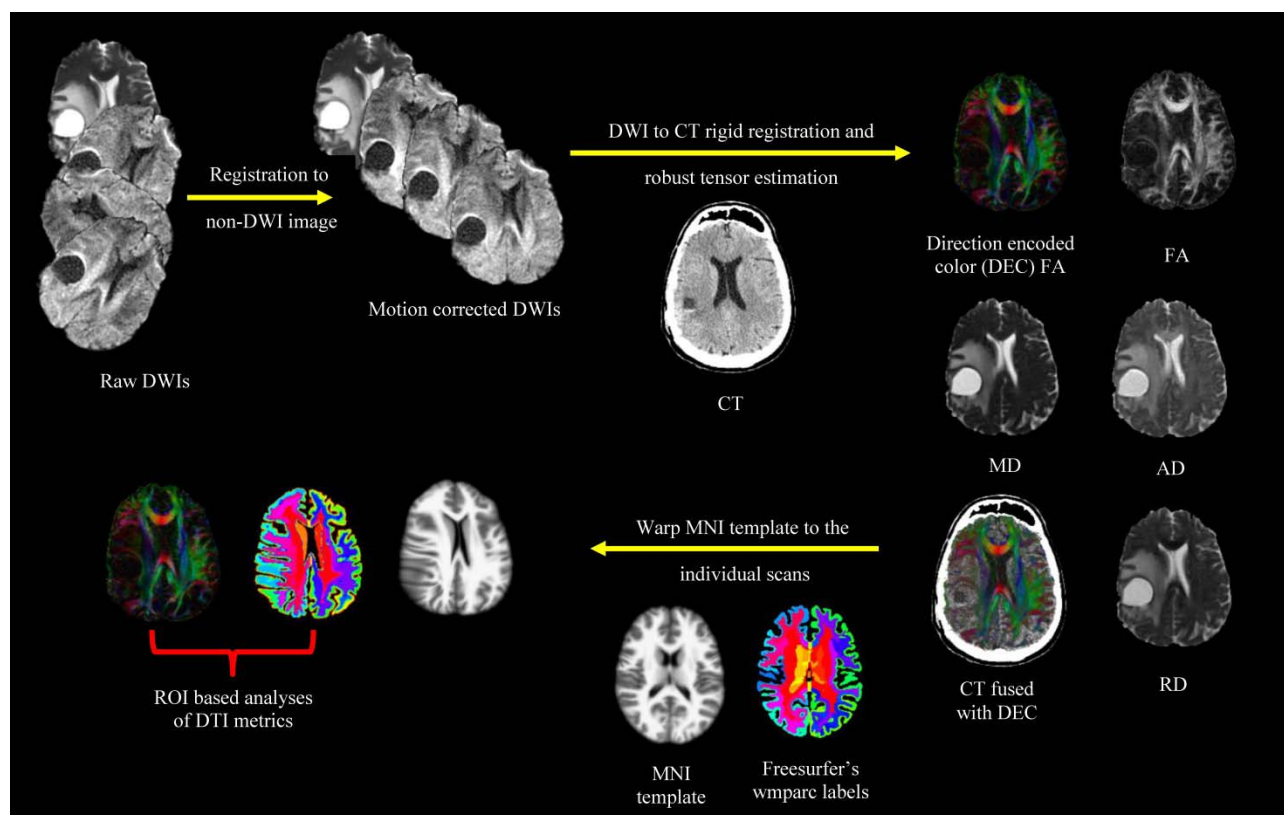 Registration to
non-DWI image
Raw DWIs
Motion corrected DWIs
DWI to CT rigid registration and
robust tensor estimation
CT
Direction encoded
color (DEC) FA
FA
MD
AD
Warp MNI template to the
individual scans
CT fused
with DEC
RD
MNI
template
Freesurfer’s
wmparc labels
ROI based analyses
of DTI metrics